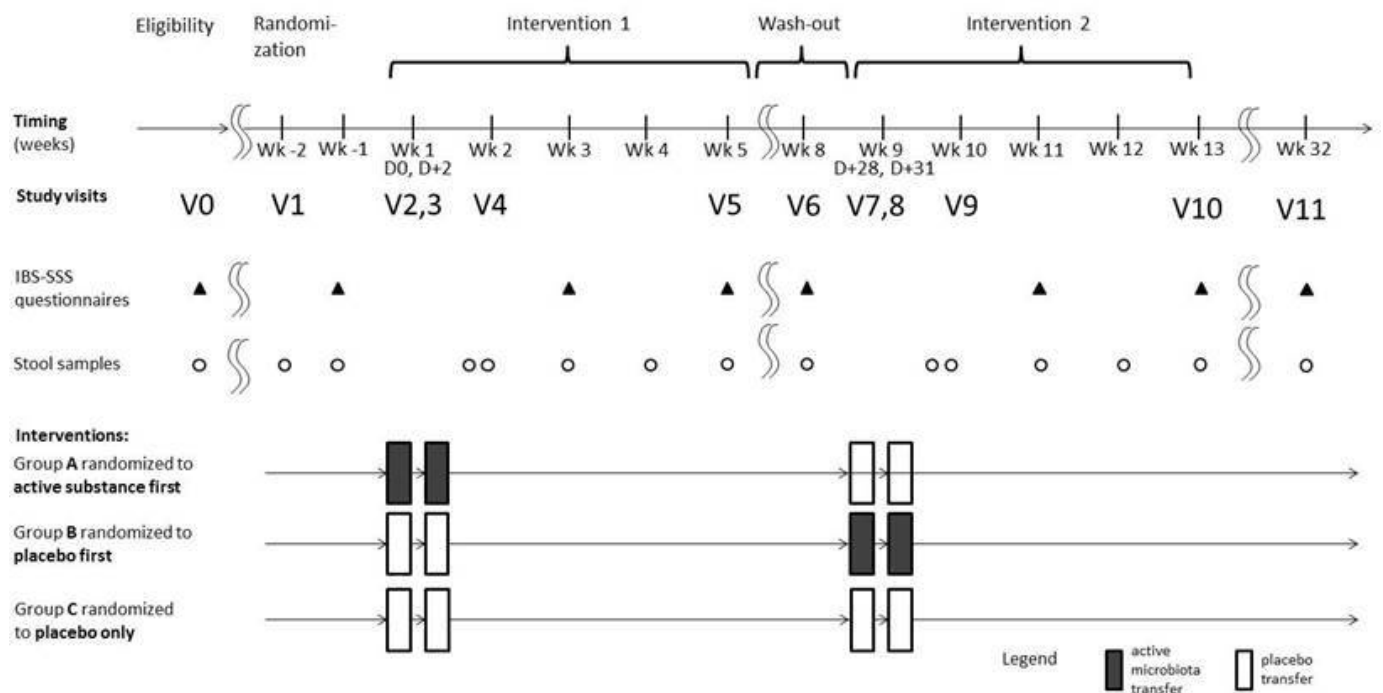 Eligibility
Randomi-
zation
Intervention 1
Wash-out
Intervention 2
Timing
(weeks)
Wk -2
Wk -1
Wk 1
D0, D+2
Wk 2
Wk 3
Wk 4
Wk 5
Wk 8
Wk 9
D+28, D+31
Wk 10
Wk 11
Wk 12
Wk 13
Wk 32
Study visits
V0
V1
V2,3
V4
V5
V6
V7,8
V9
V10
V11
IBS-SSS
questionnaires
Stool samples
Interventions:
Group A randomized to
active substance first
Group B randomized to
placebo first
Group C randomized
to placebo only
Legend
active
microbiota
transfer
placebo
transfer